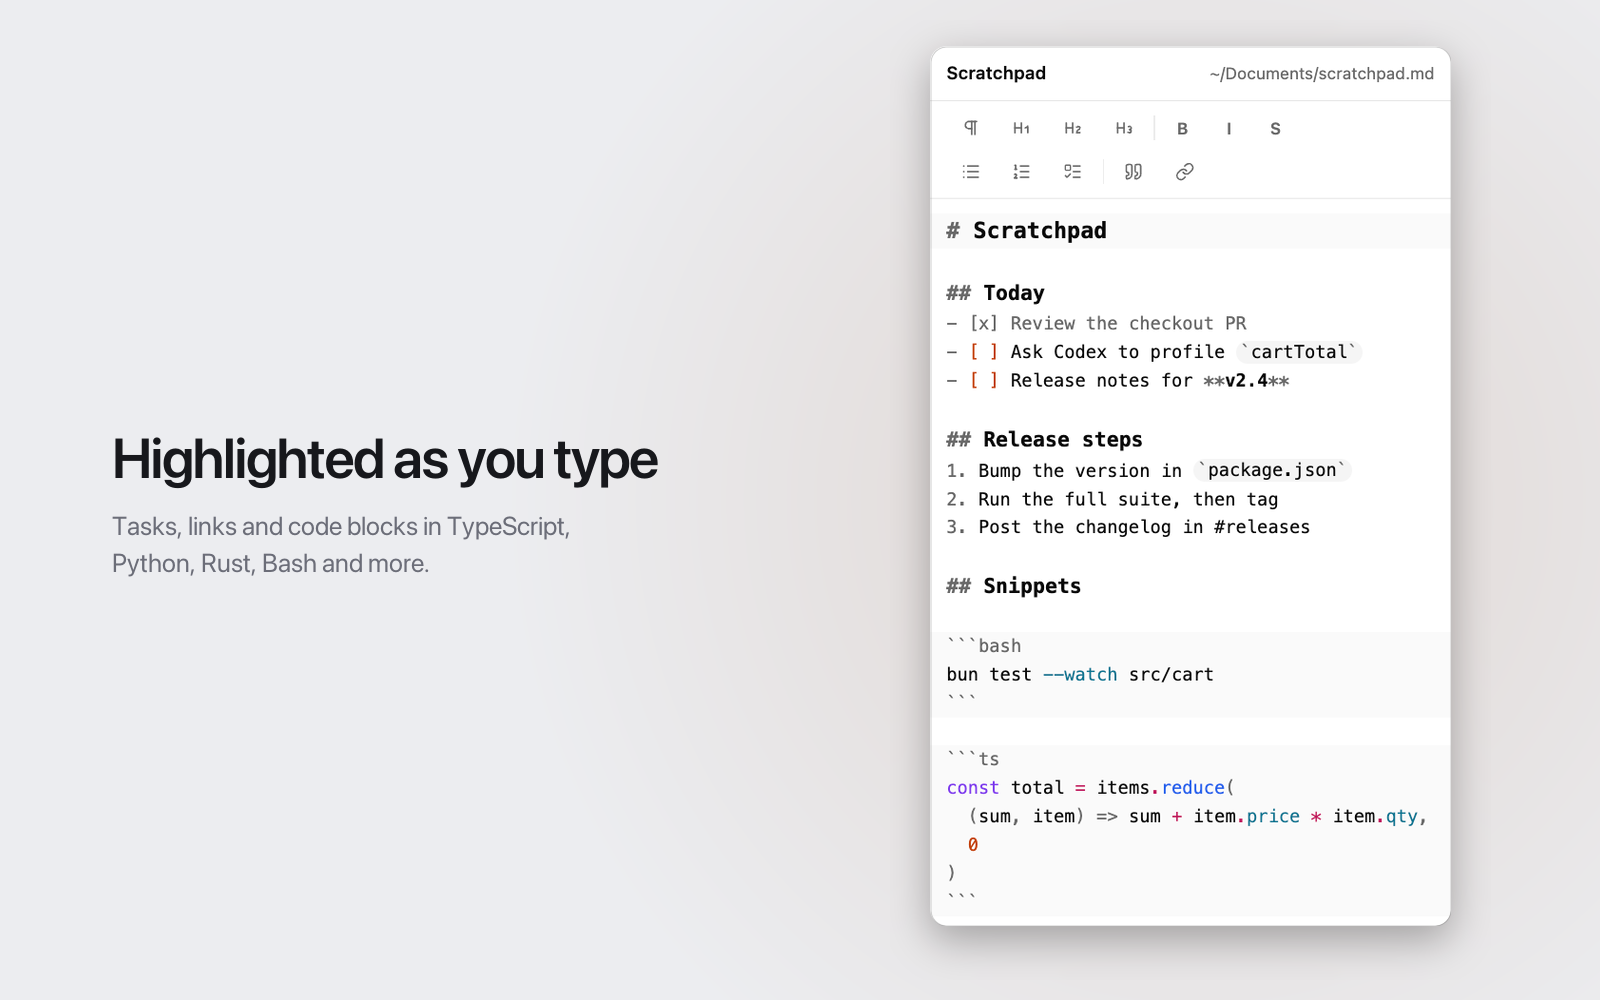 Highlighted as you type
Tasks, links and code blocks in TypeScript,
Python, Rust, Bash and more.
Scratchpad ~/Documents/scratchpad.md
¶ H1 H2 H3 B I S
# Scratchpad
## Today
- [x] Review the checkout PR
- [ ] Ask Codex to profile `cartTotal`
- [ ] Release notes for **v2.4**
## Release steps
1. Bump the version in `package.json`
2. Run the full suite, then tag
3. Post the changelog in #releases
## Snippets
```bash
bun test --watch src/cart
```
```ts
const total = items.reduce(
  (sum, item) => sum + item.price * item.qty,
  0
)
```